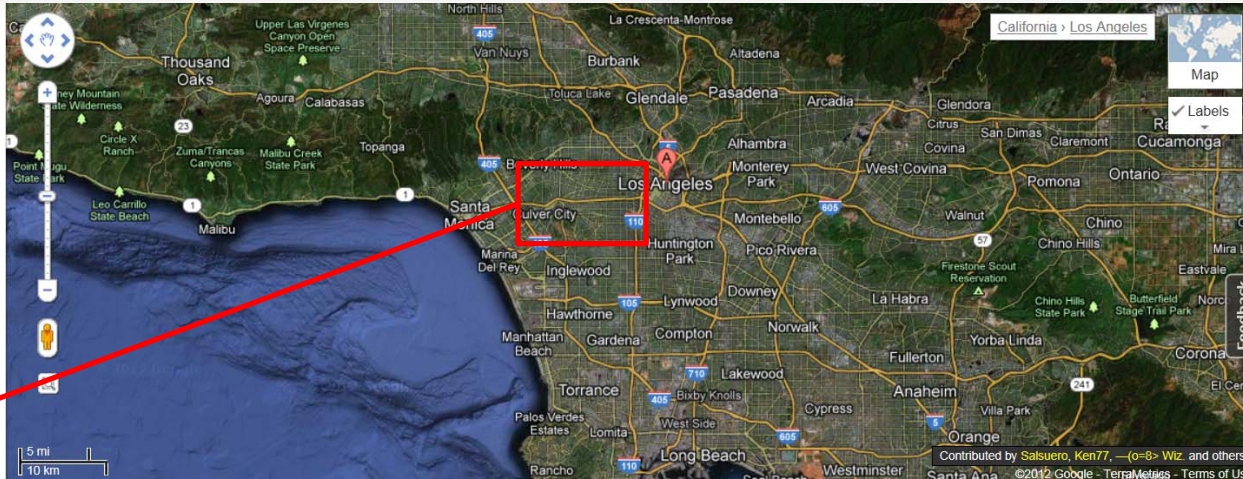 California › Los Angeles
Map
Labels
North Hills
Upper Las Virgenes
Canyon Open
Space Preserve
La Crescenta-Montrose
405
Van Nuys
Burbank
Altadena
Thousand
Oaks
Toluca Lake
Glendale
Pasadena
Arcadia
Glendora
Agoura
Calabasas
Citrus
Covina
San Dimas
Claremont
Cucamonga
23
Circle X
Ranch
Zuma/Trancas
Canyons
Malibu Creek
State Park
Topanga
Alhambra
405
Beverly Hills
A
Los Angeles
Monterey
Park
West Covina
Pomona
Ontario
Leo Carrillo
State Beach
1
1
Malibu
Santa
Monica
Culver City
110
Montebello
605
Walnut
Chino
57
Chino Hills
Huntington
Park
Pico Rivera
Marina
Del Rey
Inglewood
Firestone Scout
Reservation
Eastvale
105
Lynwood
Downey
La Habra
Chino Hills
State Park
Butterfield
Stage Trail Park
Feedback
Hawthorne
Manhattan
Beach
Gardena
Compton
Norwalk
Yorba Linda
Fullerton
Corona
710
Lakewood
241
Torrance
405
Bixby Knolls
Anaheim
Cypress
Villa Park
Palos Verdes
Estates
Lomita
West Side
605
5
Orange
5 mi
10 km
Rancho
110
Long Beach
Westminster
Santa Ana
Contributed by Salsuero, Ken77, —(o=8> Wiz. and others
©2012 Google - TerraMetrics - Terms of Us